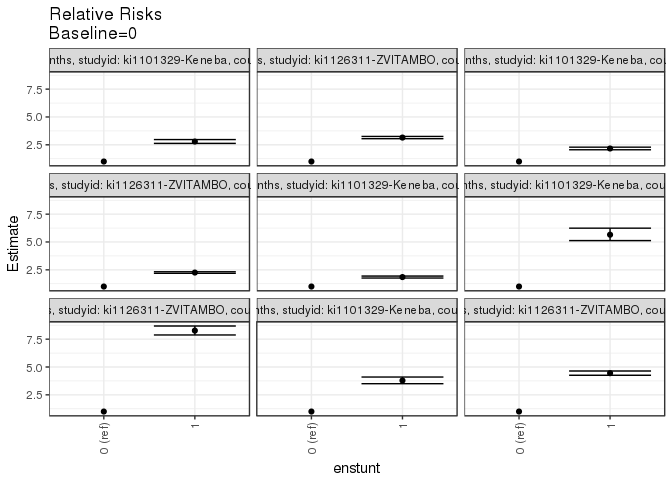 Relative Risks
Baseline=0
nths, studyid: ki1101329-Keneba, cou
s, studyid: ki1126311-ZVITAMBO, cou
nths, studyid: ki1101329-Keneba, cou
7.5
5.0
2.5
s, studyid: ki1126311-ZVITAMBO, cou
nths, studyid: ki1101329-Keneba, cou
nths, studyid: ki1101329-Keneba, cou
7.5
5.0
2.5
s, studyid: ki1126311-ZVITAMBO, cou
nths, studyid: ki1101329-Keneba, cou
s, studyid: ki1126311-ZVITAMBO, cou
7.5
5.0
2.5
Estimate
0 (ref)
1
0 (ref)
1
0 (ref)
1
enstunt